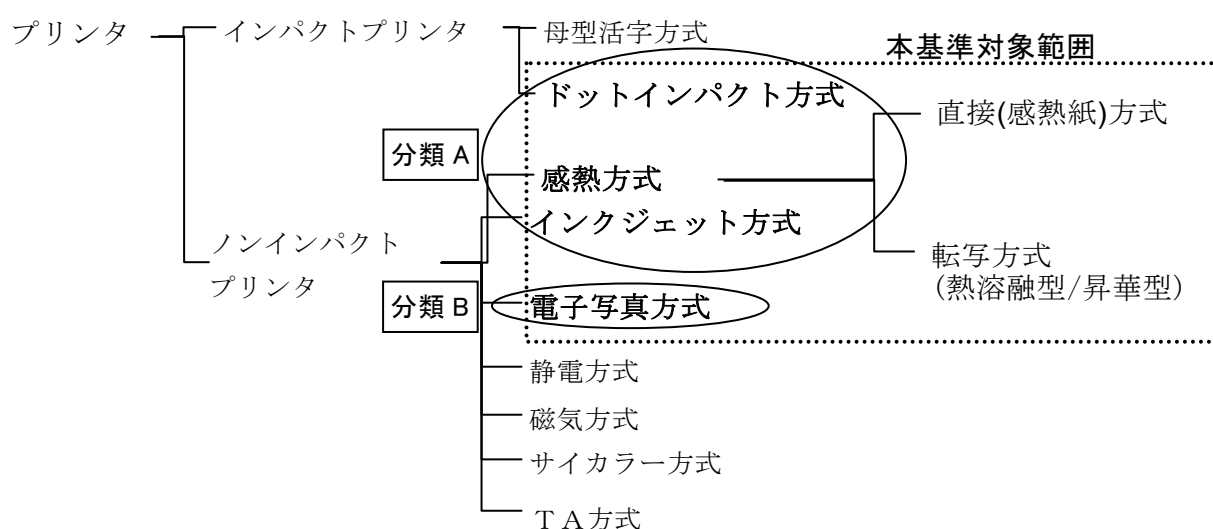 プリンタ
インパクトプリンタ
母型活字方式
本基準対象範囲
ドットインパクト方式
直接(感熱紙)方式
分類 A
感熱方式
インクジェット方式
ノンインパクト
プリンタ
転写方式
(熱溶融型/昇華型)
分類 B
電子写真方式
静電方式
磁気方式
サイカラー方式
ＴＡ方式